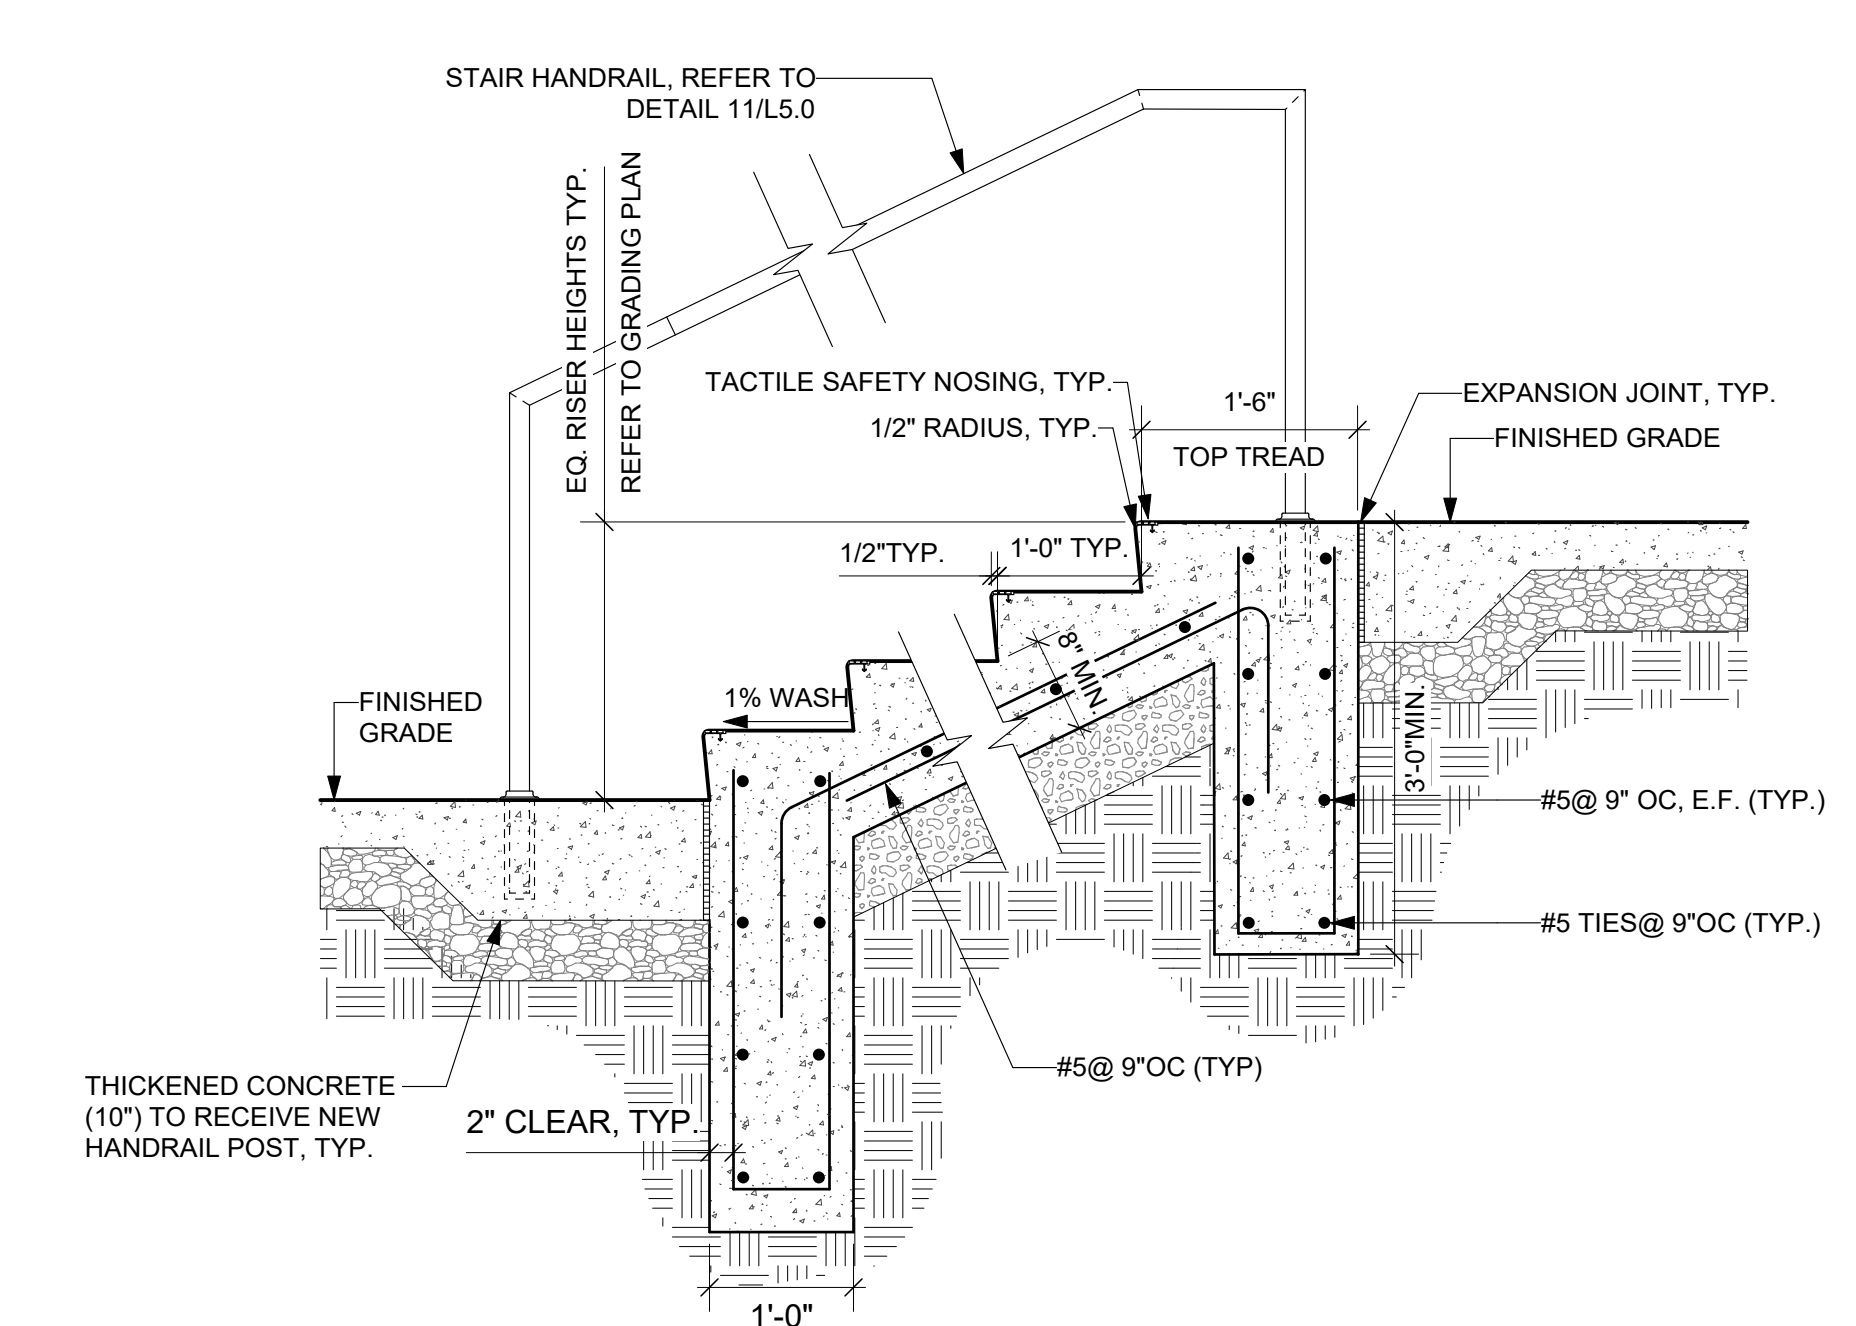 STAIR HANDRAIL, REFER TO
DETAIL 11/L5.0
EQ. RISER HEIGHTS TYP.
REFER TO GRADING PLAN
TACTILE SAFETY NOSING, TYP.
1/2" RADIUS, TYP.
1'-6"
TOP TREAD
EXPANSION JOINT, TYP.
FINISHED GRADE
1/2"TYP.
1'-0" TYP.
8" MIN.
1% WASH
FINISHED
GRADE
3'-0"MIN.
#5@ 9" OC, E.F. (TYP.)
#5 TIES@ 9"OC (TYP.)
#5@ 9"OC (TYP)
THICKENED CONCRETE
(10") TO RECEIVE NEW
HANDRAIL POST, TYP.
2" CLEAR, TYP.
1'-0"